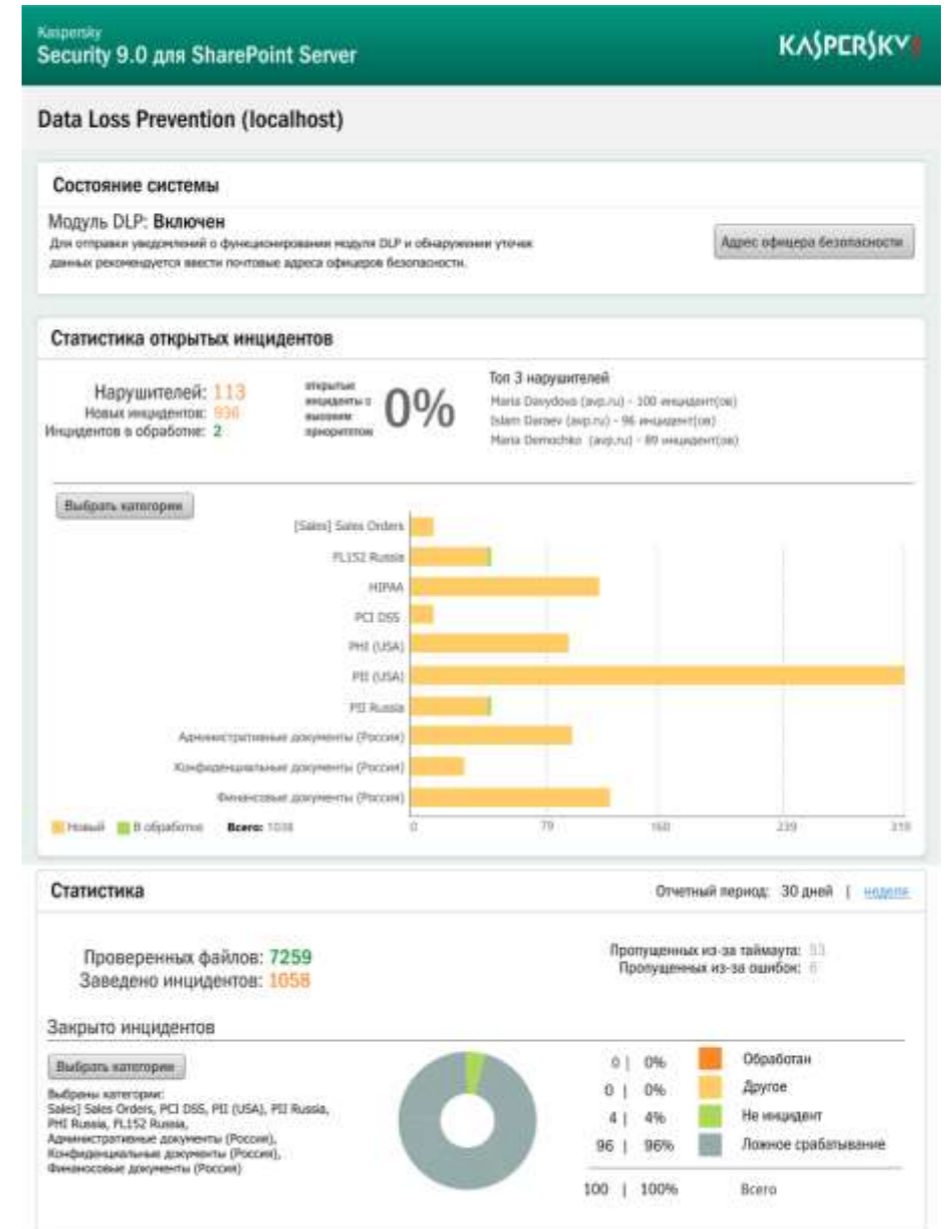 Kaspersky
Security 9.0 для SharePoint Server
KASPERSKY
Data Loss Prevention (localhost)
Состояние системы
Модуль DLP: Включен
Для отправки уведомлений о функционировании модуля DLP и обнаружении утечек
данных рекомендуется ввести почтовые адреса офицеров безопасности.
Адрес офицера безопасности
Статистика открытых инцидентов
Нарушителей: 113
Новых инцидентов: 936
Инцидентов в обработке: 2
открытые
инциденты с
высоким
приоритетом
0%
Топ 3 нарушителей
Maria Davydova (avp.ru) - 100 инцидент(ов)
Islam Daraev (avp.ru) - 96 инцидент(ов)
Maria Demochko (avp.ru) - 89 инцидент(ов)
Выбрать категории
[Sales] Sales Orders
FL152 Russia
HIPAA
PCI DSS
PHI (USA)
PII (USA)
PII Russia
Административные документы (Россия)
Конфиденциальные документы (Россия)
Финансовые документы (Россия)
Новый
В обработке
Всего: 1038
0 79 160 239 319
Статистика
Отчетный период: 30 дней | неделя
Проверенных файлов: 7259
Заведено инцидентов: 1058
Пропущенных из-за таймаута: 53
Пропущенных из-за ошибок: 6
Закрыто инцидентов
Выбрать категории
Выбраны категории:
Sales] Sales Orders, PCI DSS, PII (USA), PII Russia,
PHI Russia, FL152 Russia,
Административные документы (Россия),
Конфиденциальные документы (Россия),
Финаносовые документы (Россия)
0 | 0% Обработан
0 | 0% Другое
4 | 4% Не инцидент
96 | 96% Ложное срабатывание
100 | 100% Всего